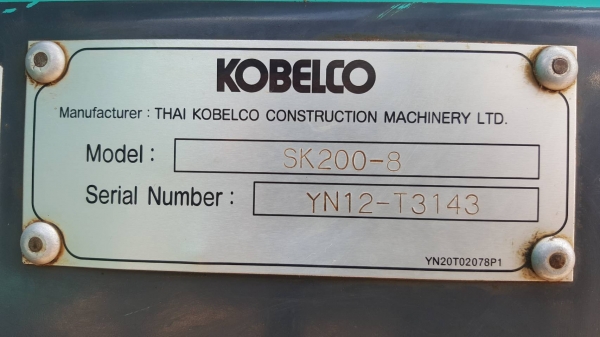 KOBELCO
Manufacturer : THAI KOBELCO CONSTRUCTION MACHINERY LTD.
Model : SK200-8
Serial Number : YN12-T3143
YN20T02078P1